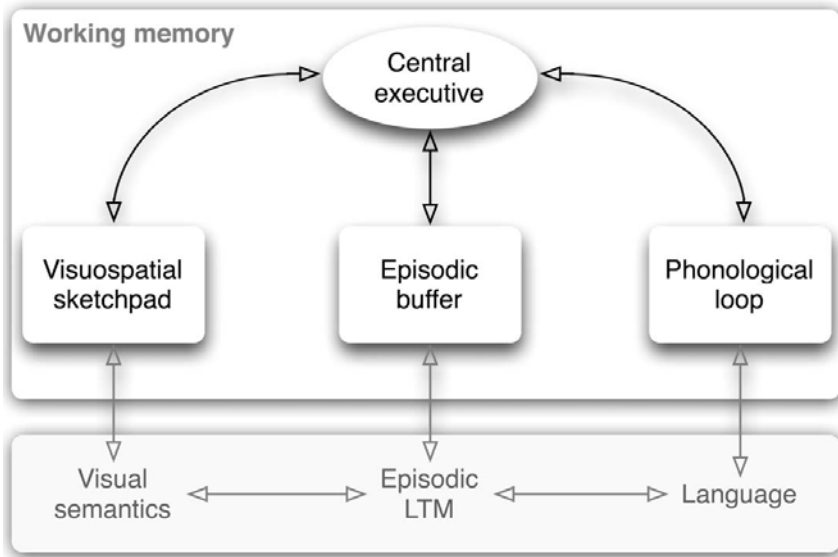 Working memory
Central
executive
Visuospatial
sketchpad
Episodic
buffer
Phonological
loop
Visual
semantics
Episodic
LTM
Language